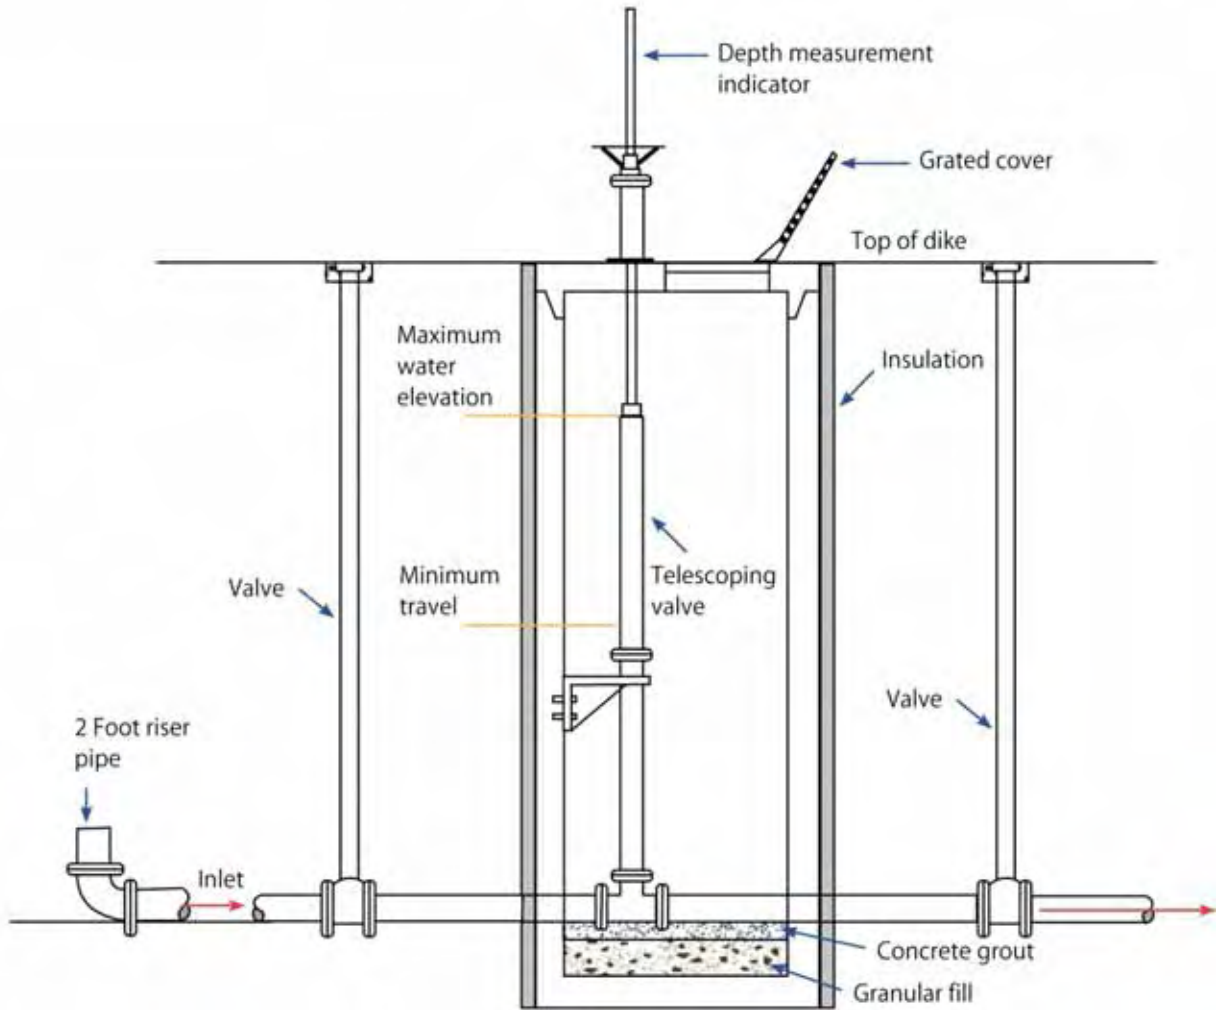 Depth measurement
indicator
Grated cover
Top of dike
Maximum
water
elevation
Insulation
Minimum
travel
Telescoping
valve
Valve
Valve
2 Foot riser
pipe
Inlet
Concrete grout
Granular fill